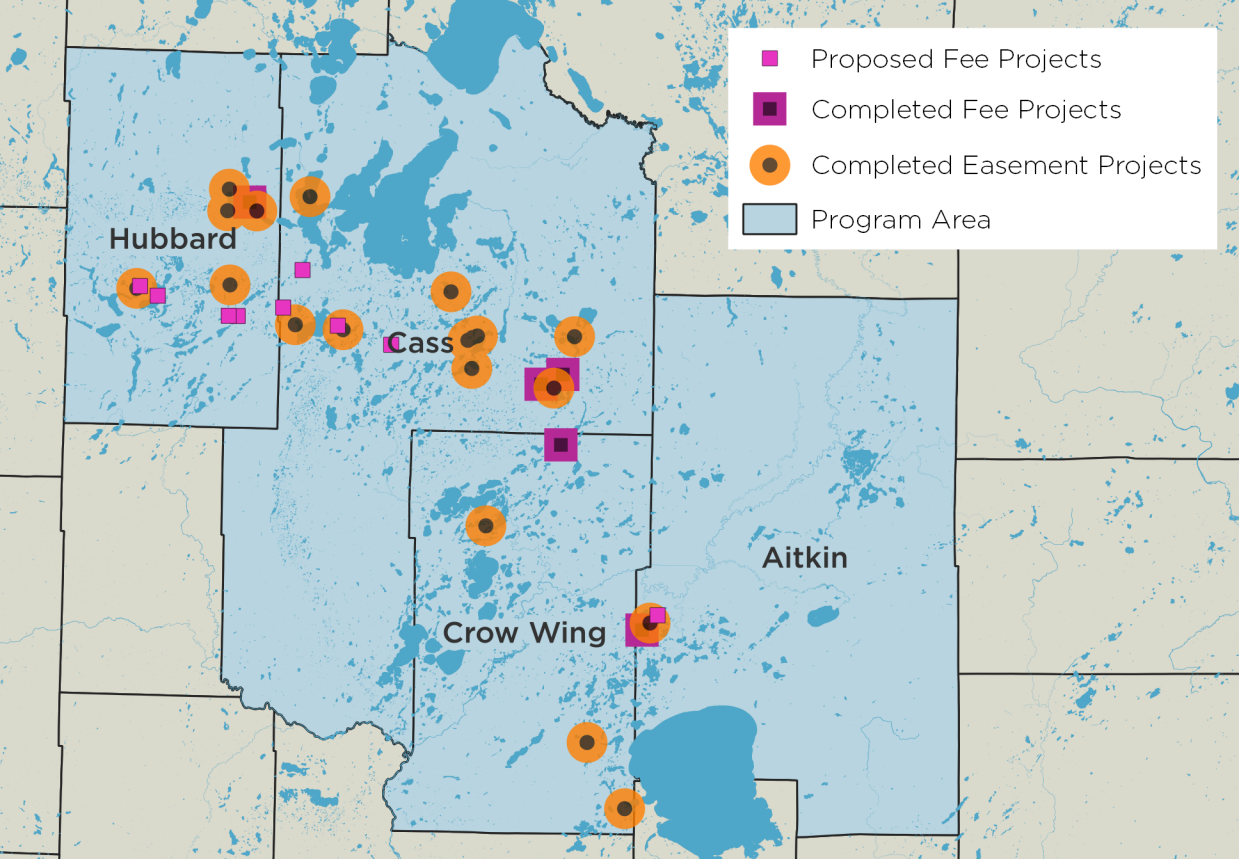 Proposed Fee Projects
Completed Fee Projects
Completed Easement Projects
Program Area
Hubbard
Cass
Aitkin
Crow Wing